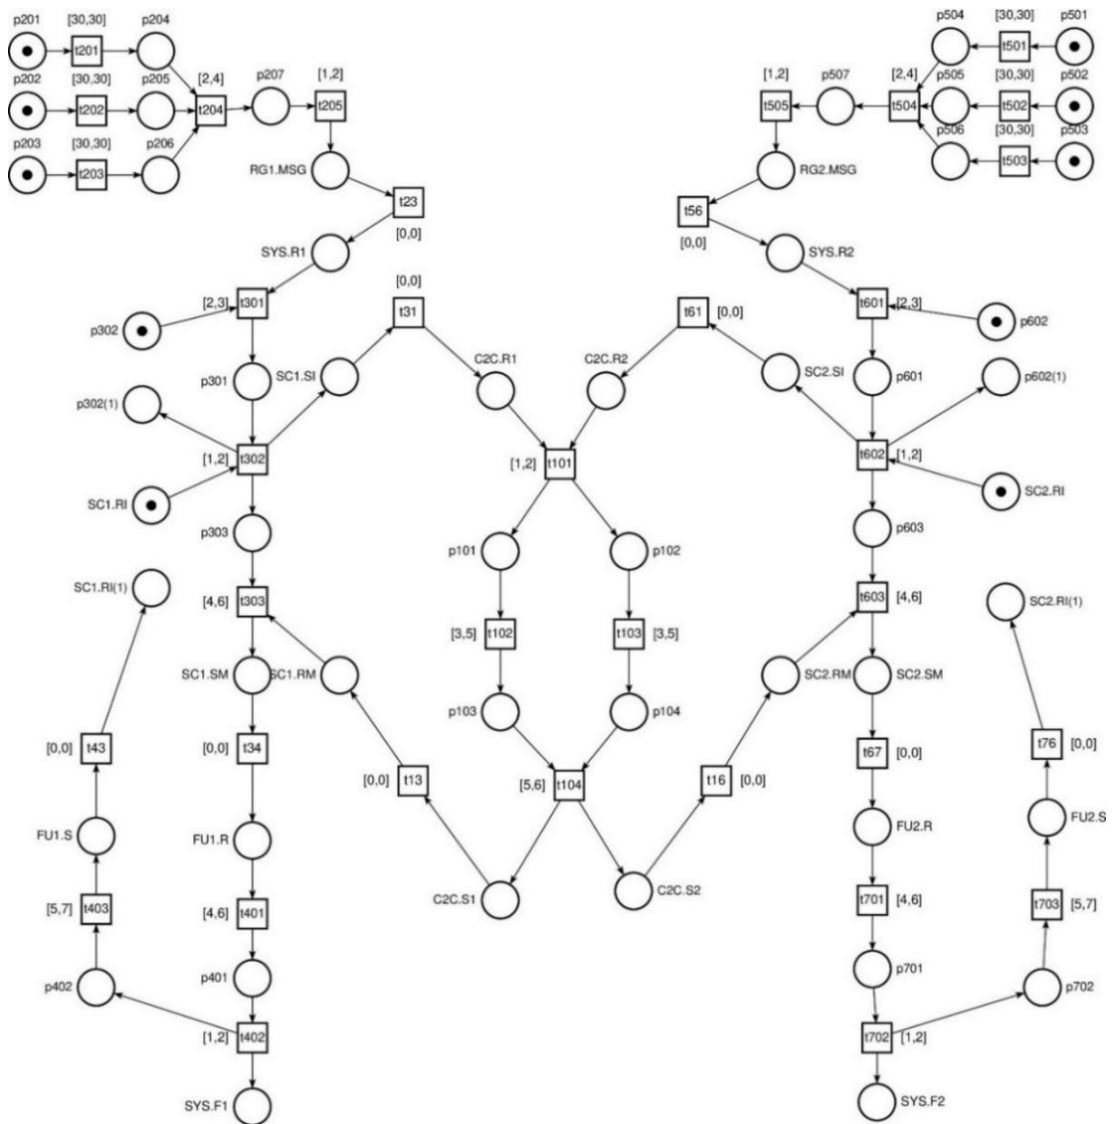 p201 [30,30] p204 p504 [30,30] p501
t201 t501
p202 [30,30] p205 [2,4] p207 [1,2] [1,2] p507 [2,4] p505 [30,30] p502
t202 t204 t205 t505 t504 t502
p203 [30,30] p206 p506 [30,30] p503
t203 t503
RG1.MSG RG2.MSG
t23 t56
[0,0] [0,0]
SYS.R1 SYS.R2
[0,0]
[2,3] t301 t31 t61 [0,0] t601 [2,3]
p302 p602
C2C.R1 C2C.R2
p301 SC1.SI SC2.SI p601 p602(1)
p302(1)
[1,2] t302 [1,2] t101 t602 [1,2]
SC1.RI SC2.RI
p303 p603
p101 p102
SC1.RI(1) SC2.RI(1)
[4,6] t303 t603 [4,6]
[3,5] t102 t103 [3,5]
SC1.SM SC1.RM SC2.RM SC2.SM
p103 p104
[0,0] t43 [0,0] t34 t67 [0,0] t76 [0,0]
[0,0] t13 [5,6] t104 t16 [0,0]
FU1.S FU1.R FU2.R FU2.S
C2C.S1 C2C.S2
[5,7] t403 [4,6] t401 t701 [4,6] t703 [5,7]
p402 p401 p701 p702
[1,2] t402 t702 [1,2]
SYS.F1 SYS.F2